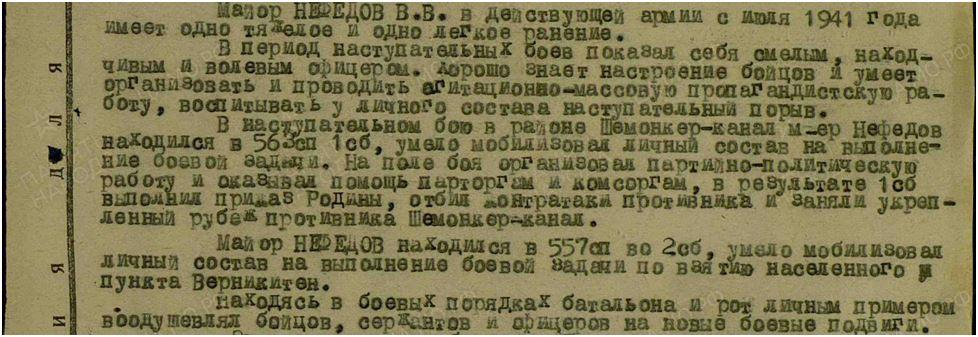 Майор НЕФЕДОВ В.В. в действующей армии с июля 1941 года
имеет одно тяжелое и одно легкое ранение.
В период наступательных боев показал себя смелым, наход-
чивым и волевым офицером. Хорошо знает настроение бойцов и умеет
организовать и проводить агитационно-массовую пропагандистскую ра-
боту, воспитывать у личного состава наступательный порыв.
В наступательном бою в районе Шемонкер-канал м-ер Нефедов
находился в 563сп 1сб, умело мобилизовал личный состав на выполне-
ние боевой задачи. На поле боя организовал партийно-политическую
работу и оказывал помощь парторгам и комсоргам, в результате 1сб
выполнил приказ Родины, отбил контратаки противника и заняли укреп-
ленный рубеж противника Шемонкер-канал.
Майор НЕФЕДОВ находился в 557сп во 2сб, умело мобилизовал
личный состав на выполнение боевой задачи по взятию населенного
пункта Верникитен.
Находясь в боевых порядках батальона и рот личным примером
воодушевлял бойцов, сержантов и офицеров на новые боевые подвиги.
И Я Д Л Я